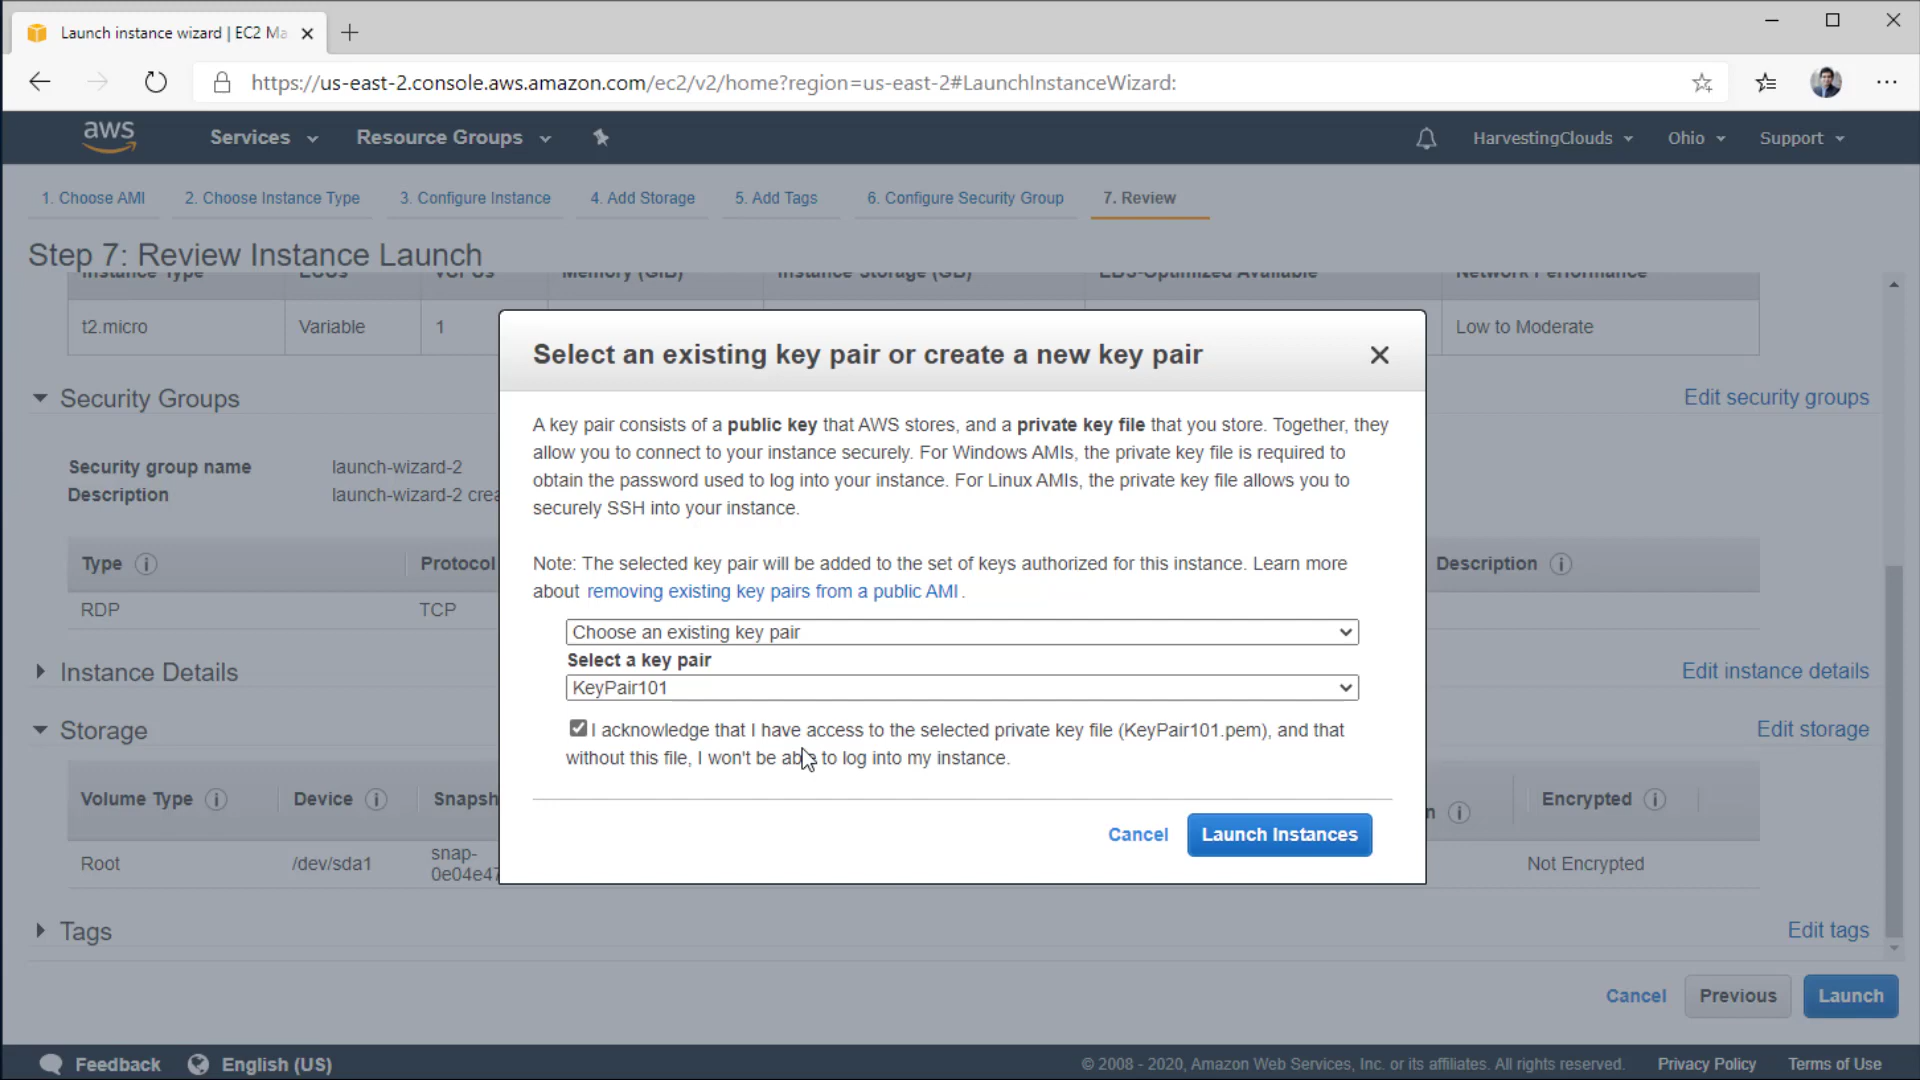 Launch instance wizard | EC2 Ma
https://us-east-2.console.aws.amazon.com/ec2/v2/home?region=us-east-2#LaunchInstanceWizard:
aws
Services
Resource Groups
HarvestingClouds
Ohio
Support
1. Choose AMI
2. Choose Instance Type
3. Configure Instance
4. Add Storage
5. Add Tags
6. Configure Security Group
7. Review
Step 7: Review Instance Launch
Instance Type
ECUs
vCPUs
Memory (GiB)
Instance Storage (GB)
EBS-Optimized Available
Network Performance
t2.micro
Variable
1
Low to Moderate
Security Groups
Edit security groups
Security group name
launch-wizard-2
Description
launch-wizard-2 crea
Type
Protocol
Description
RDP
TCP
Instance Details
Edit instance details
Storage
Edit storage
Volume Type
Device
Snapsh
n
Encrypted
Root
/dev/sda1
snap-
0e04e47
Not Encrypted
Tags
Edit tags
Cancel
Previous
Launch
Select an existing key pair or create a new key pair
A key pair consists of a public key that AWS stores, and a private key file that you store. Together, they
allow you to connect to your instance securely. For Windows AMIs, the private key file is required to
obtain the password used to log into your instance. For Linux AMIs, the private key file allows you to
securely SSH into your instance.
Note: The selected key pair will be added to the set of keys authorized for this instance. Learn more
about removing existing key pairs from a public AMI.
Choose an existing key pair
Select a key pair
KeyPair101
I acknowledge that I have access to the selected private key file (KeyPair101.pem), and that
without this file, I won't be able to log into my instance.
Cancel
Launch Instances
Feedback
English (US)
© 2008 - 2020, Amazon Web Services, Inc. or its affiliates. All rights reserved.
Privacy Policy
Terms of Use